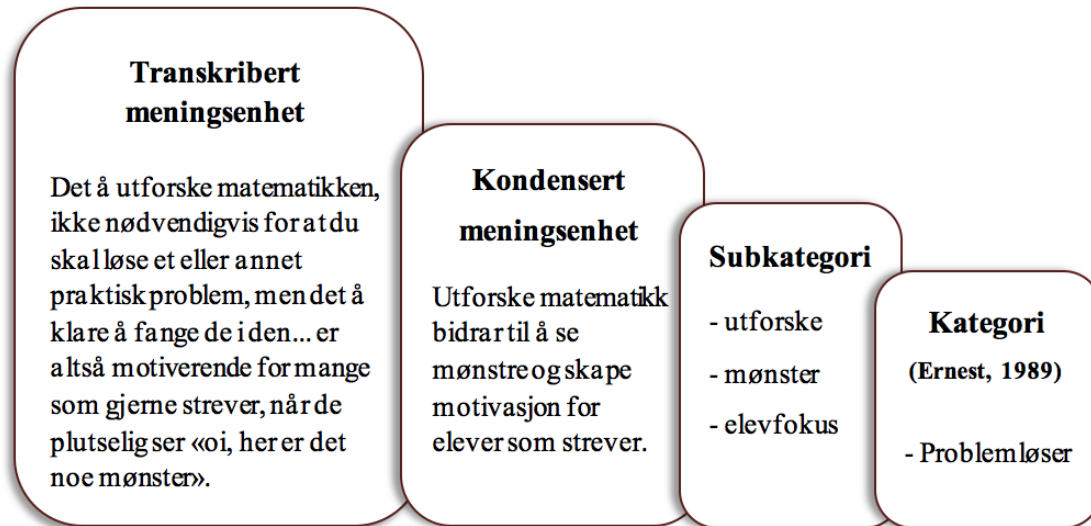 Transkribert
meningsenhet
Det å utforske matematikken,
ikke nødvendigvis for at du
skal løse et eller annet
praktisk problem, men det å
klare å fange de i den... er
altså motiverende for mange
som gjerne strever, når de
plutselig ser «oi, her er det
noe mønster».
Kondensert
meningsenhet
Utforske matematikk
bidrar til å se
mønstre og skape
motivasjon for
elever som strever.
Subkategori
- utforske
- mønster
- elevfokus
Kategori
(Ernest, 1989)
- Problemløser